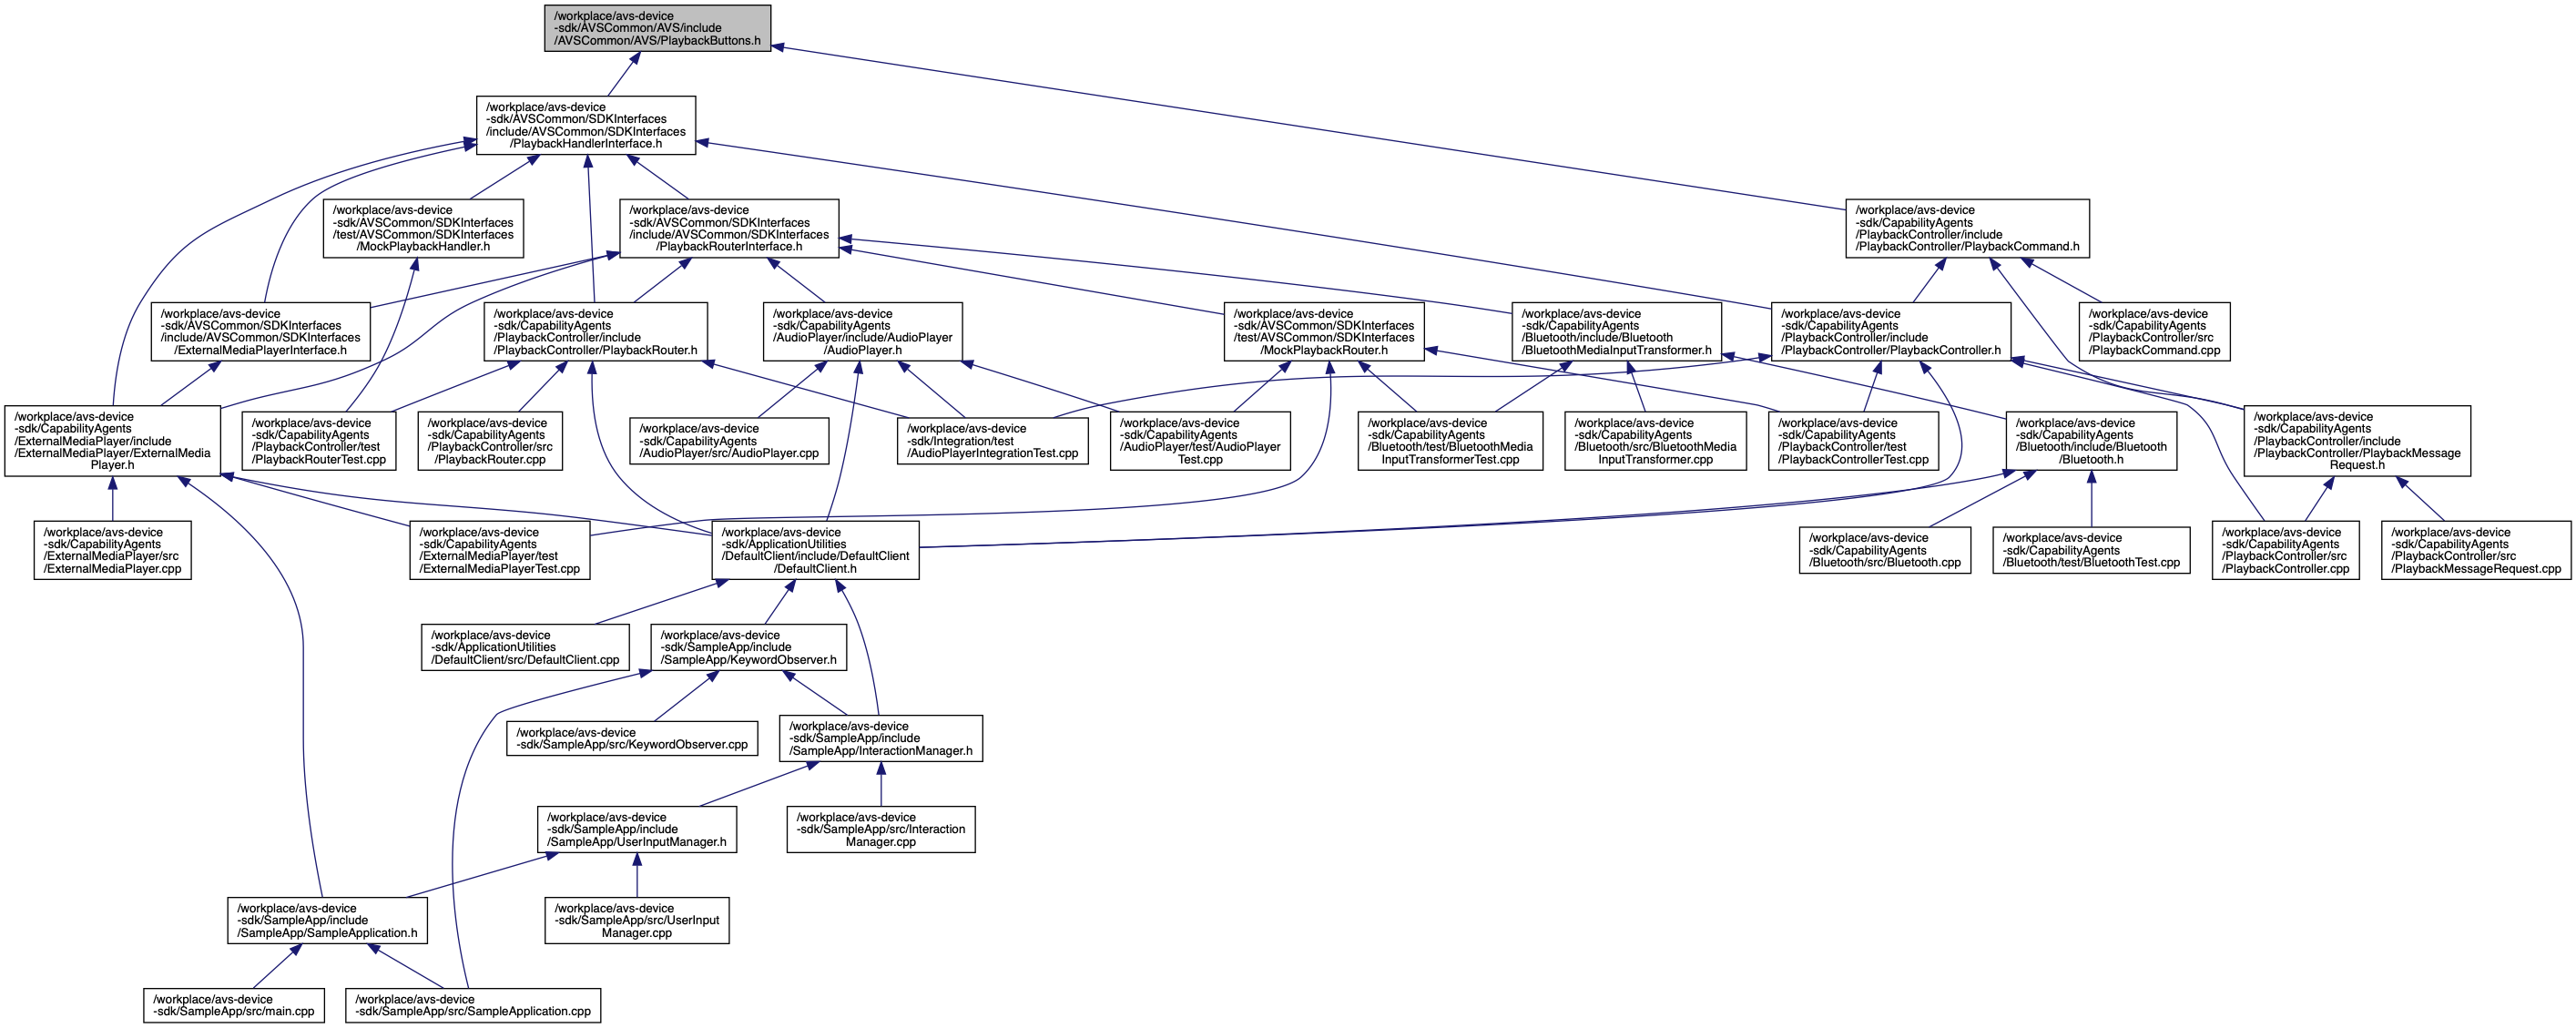 /workplace/avs-device
-sdk/AVSCommon/AVS/include
/AVSCommon/AVS/PlaybackButtons.h
/workplace/avs-device
-sdk/AVSCommon/SDKInterfaces
/include/AVSCommon/SDKInterfaces
/PlaybackHandlerInterface.h
/workplace/avs-device
-sdk/AVSCommon/SDKInterfaces
/test/AVSCommon/SDKInterfaces
/MockPlaybackHandler.h
/workplace/avs-device
-sdk/AVSCommon/SDKInterfaces
/include/AVSCommon/SDKInterfaces
/PlaybackRouterInterface.h
/workplace/avs-device
-sdk/CapabilityAgents
/PlaybackController/include
/PlaybackController/PlaybackCommand.h
/workplace/avs-device
-sdk/AVSCommon/SDKInterfaces
/include/AVSCommon/SDKInterfaces
/ExternalMediaPlayerInterface.h
/workplace/avs-device
-sdk/CapabilityAgents
/PlaybackController/include
/PlaybackController/PlaybackRouter.h
/workplace/avs-device
-sdk/CapabilityAgents
/AudioPlayer/include/AudioPlayer
/AudioPlayer.h
/workplace/avs-device
-sdk/AVSCommon/SDKInterfaces
/test/AVSCommon/SDKInterfaces
/MockPlaybackRouter.h
/workplace/avs-device
-sdk/CapabilityAgents
/Bluetooth/include/Bluetooth
/BluetoothMediaInputTransformer.h
/workplace/avs-device
-sdk/CapabilityAgents
/PlaybackController/include
/PlaybackController/PlaybackController.h
/workplace/avs-device
-sdk/CapabilityAgents
/PlaybackController/src
/PlaybackCommand.cpp
/workplace/avs-device
-sdk/CapabilityAgents
/ExternalMediaPlayer/include
/ExternalMediaPlayer/ExternalMedia
Player.h
/workplace/avs-device
-sdk/CapabilityAgents
/PlaybackController/test
/PlaybackRouterTest.cpp
/workplace/avs-device
-sdk/CapabilityAgents
/PlaybackController/src
/PlaybackRouter.cpp
/workplace/avs-device
-sdk/CapabilityAgents
/AudioPlayer/src/AudioPlayer.cpp
/workplace/avs-device
-sdk/Integration/test
/AudioPlayerIntegrationTest.cpp
/workplace/avs-device
-sdk/CapabilityAgents
/AudioPlayer/test/AudioPlayer
Test.cpp
/workplace/avs-device
-sdk/CapabilityAgents
/Bluetooth/test/BluetoothMedia
InputTransformerTest.cpp
/workplace/avs-device
-sdk/CapabilityAgents
/Bluetooth/src/BluetoothMedia
InputTransformer.cpp
/workplace/avs-device
-sdk/CapabilityAgents
/PlaybackController/test
/PlaybackControllerTest.cpp
/workplace/avs-device
-sdk/CapabilityAgents
/Bluetooth/include/Bluetooth
/Bluetooth.h
/workplace/avs-device
-sdk/CapabilityAgents
/PlaybackController/include
/PlaybackController/PlaybackMessage
Request.h
/workplace/avs-device
-sdk/CapabilityAgents
/ExternalMediaPlayer/src
/ExternalMediaPlayer.cpp
/workplace/avs-device
-sdk/CapabilityAgents
/ExternalMediaPlayer/test
/ExternalMediaPlayerTest.cpp
/workplace/avs-device
-sdk/ApplicationUtilities
/DefaultClient/include/DefaultClient
/DefaultClient.h
/workplace/avs-device
-sdk/CapabilityAgents
/Bluetooth/src/Bluetooth.cpp
/workplace/avs-device
-sdk/CapabilityAgents
/Bluetooth/test/BluetoothTest.cpp
/workplace/avs-device
-sdk/CapabilityAgents
/PlaybackController/src
/PlaybackController.cpp
/workplace/avs-device
-sdk/CapabilityAgents
/PlaybackController/src
/PlaybackMessageRequest.cpp
/workplace/avs-device
-sdk/ApplicationUtilities
/DefaultClient/src/DefaultClient.cpp
/workplace/avs-device
-sdk/SampleApp/include
/SampleApp/KeywordObserver.h
/workplace/avs-device
-sdk/SampleApp/src/KeywordObserver.cpp
/workplace/avs-device
-sdk/SampleApp/include
/SampleApp/InteractionManager.h
/workplace/avs-device
-sdk/SampleApp/include
/SampleApp/UserInputManager.h
/workplace/avs-device
-sdk/SampleApp/src/Interaction
Manager.cpp
/workplace/avs-device
-sdk/SampleApp/include
/SampleApp/SampleApplication.h
/workplace/avs-device
-sdk/SampleApp/src/UserInput
Manager.cpp
/workplace/avs-device
-sdk/SampleApp/src/main.cpp
/workplace/avs-device
-sdk/SampleApp/src/SampleApplication.cpp